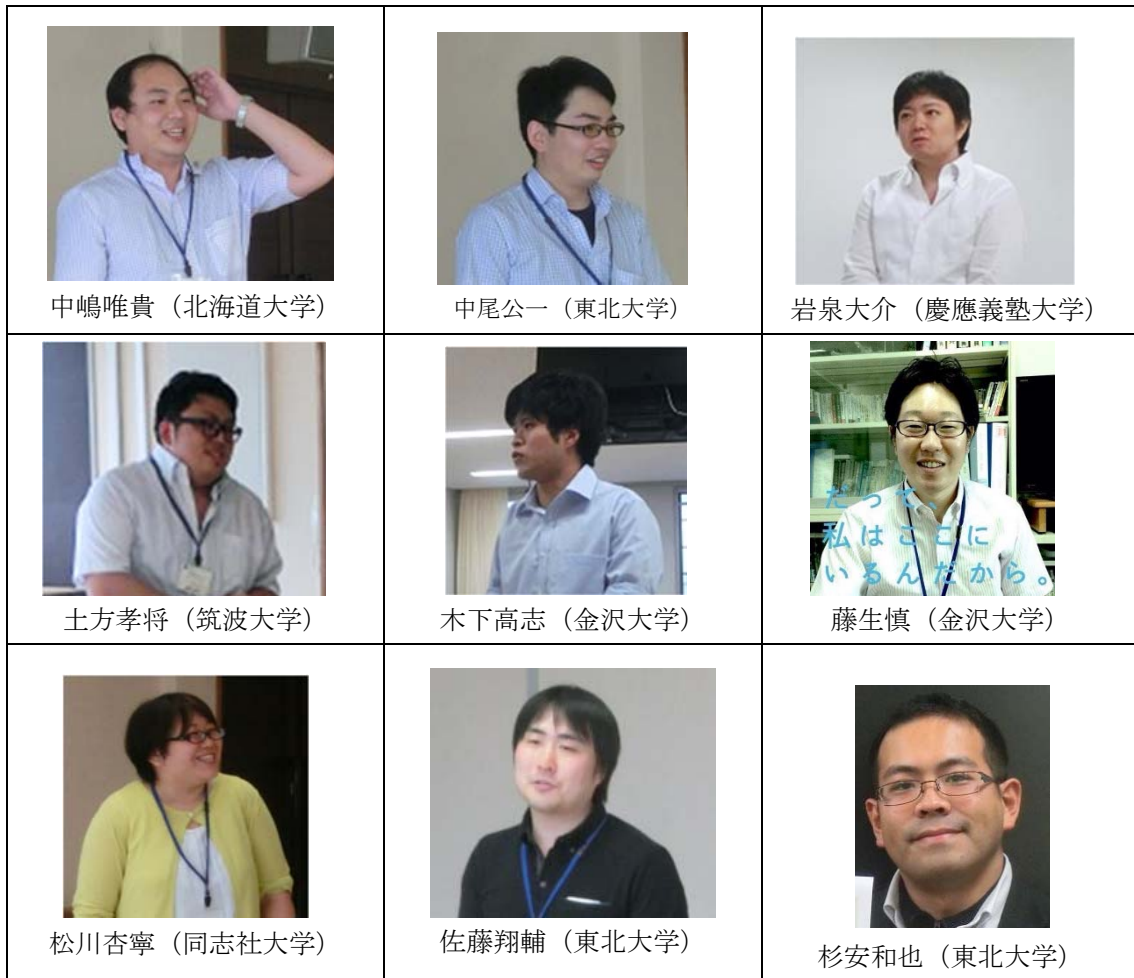 中嶋唯貴（北海道大学）
中尾公一（東北大学）
岩泉大介（慶應義塾大学）
土方孝将（筑波大学）
木下高志（金沢大学）
だって、
私はここに
いるんだから。
藤生慎（金沢大学）
松川杏寧（同志社大学）
佐藤翔輔（東北大学）
杉安和也（東北大学）